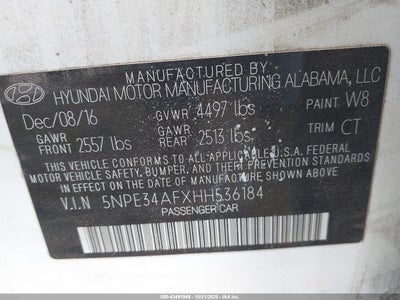 MANUFACTURED BY
HYUNDAI MOTOR MANUFACTURING ALABAMA, LLC
Dec/08/16 GVWR 4497 lbs PAINT W8
GAWR FRONT 2557 lbs GAWR REAR 2513 lbs TRIM CT
THIS VEHICLE CONFORMS TO ALL APPLICABLE U.S.A. FEDERAL
MOTOR VEHICLE SAFETY, BUMPER, AND THEFT PREVENTION
STANDARDS IN EFFECT ON THE DATE OF MANUFACTURE SHOWN ABOVE.
V.I.N 5NPE34AFXHH536184
PASSENGER CAR